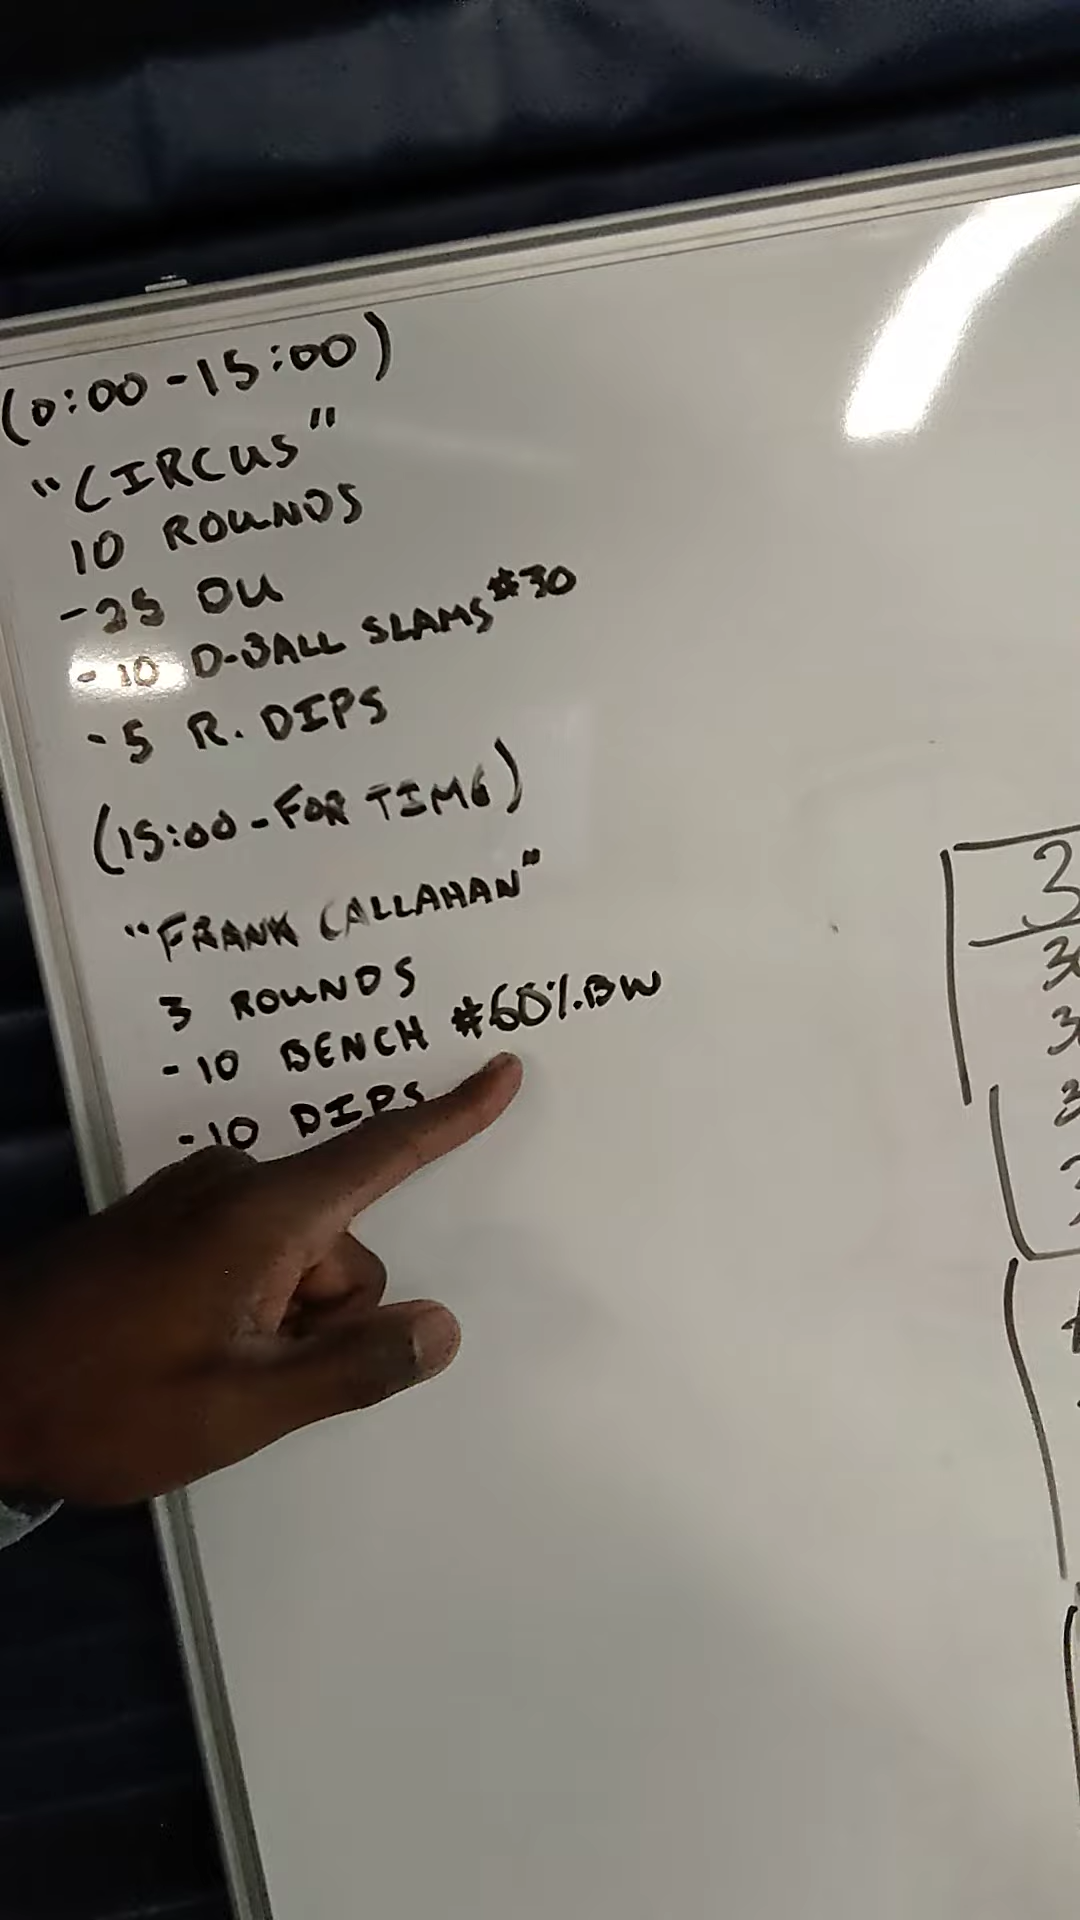 (0:00-15:00)
"CIRCUS"
10 ROUNDS
-25 DU
-10 D-BALL SLAMS #30
-5 R. DIPS
(15:00-FOR TIME)
"FRANK CALLAHAN"
3 ROUNDS
-10 BENCH #60%.BW
-10 DIPS
3